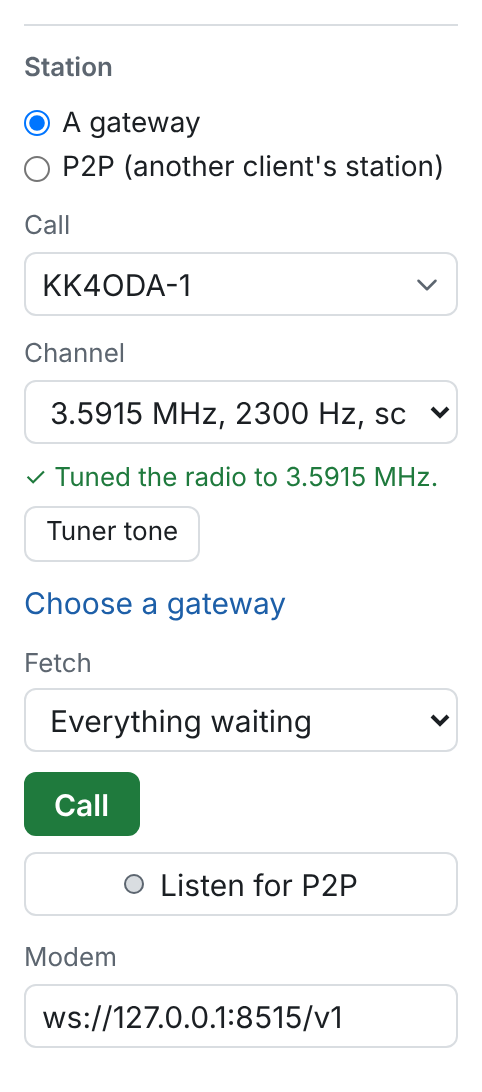 Station
A gateway
P2P (another client's station)
Call
KK4ODA-1
Channel
3.5915 MHz, 2300 Hz, sc
✓ Tuned the radio to 3.5915 MHz.
Tuner tone
Choose a gateway
Fetch
Everything waiting
Call
Listen for P2P
Modem
ws://127.0.0.1:8515/v1